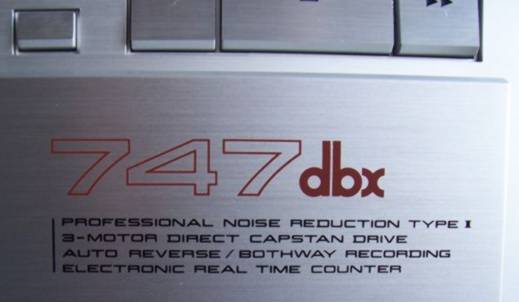 747 dbx
PROFESSIONAL NOISE REDUCTION TYPE I
3-MOTOR DIRECT CAPSTAN DRIVE
AUTO REVERSE/BOTHWAY RECORDING
ELECTRONIC REAL TIME COUNTER